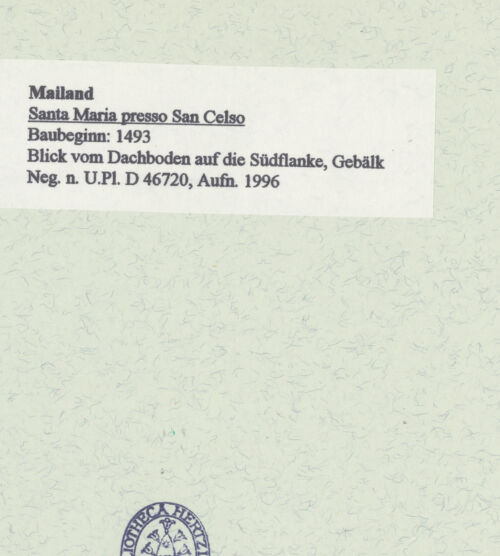 Mailand
Santa Maria presso San Celso
Baubeginn: 1493
Blick vom Dachboden auf die Südflanke, Gebälk
Neg. n. U.Pl. D 46720, Aufn. 1996